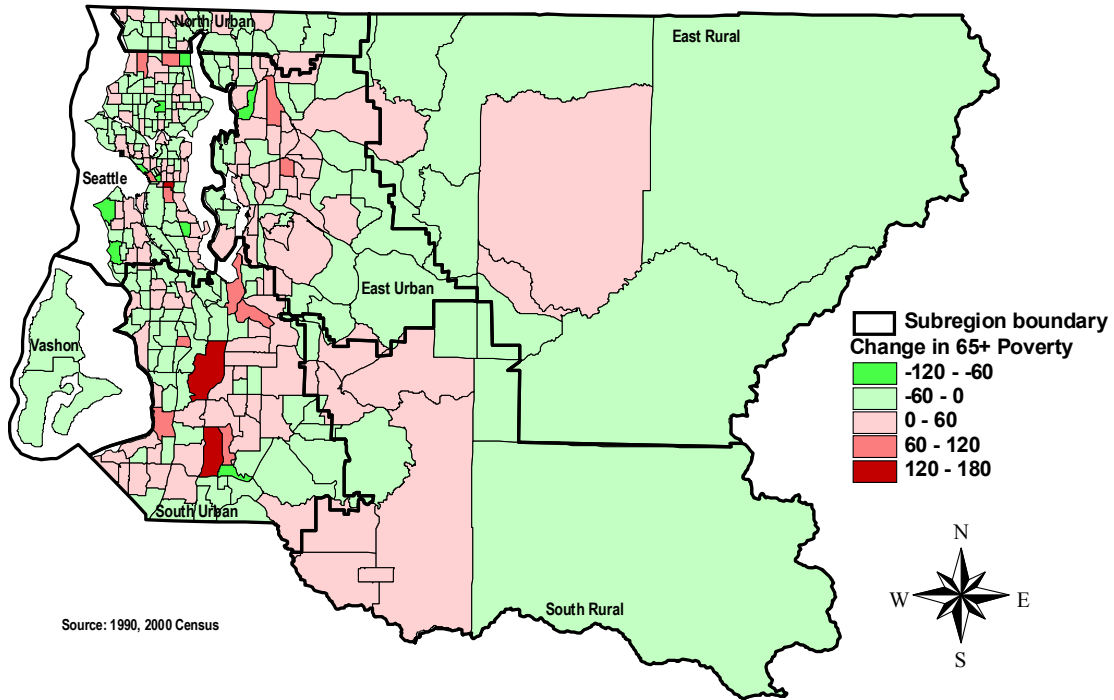 North Urban
East Rural
Seattle
East Urban
Vashon
Subregion boundary
Change in 65+ Poverty
-120 - -60
-60 - 0
0 - 60
60 - 120
120 - 180
South Urban
South Rural
Source: 1990, 2000 Census
N
W
E
S